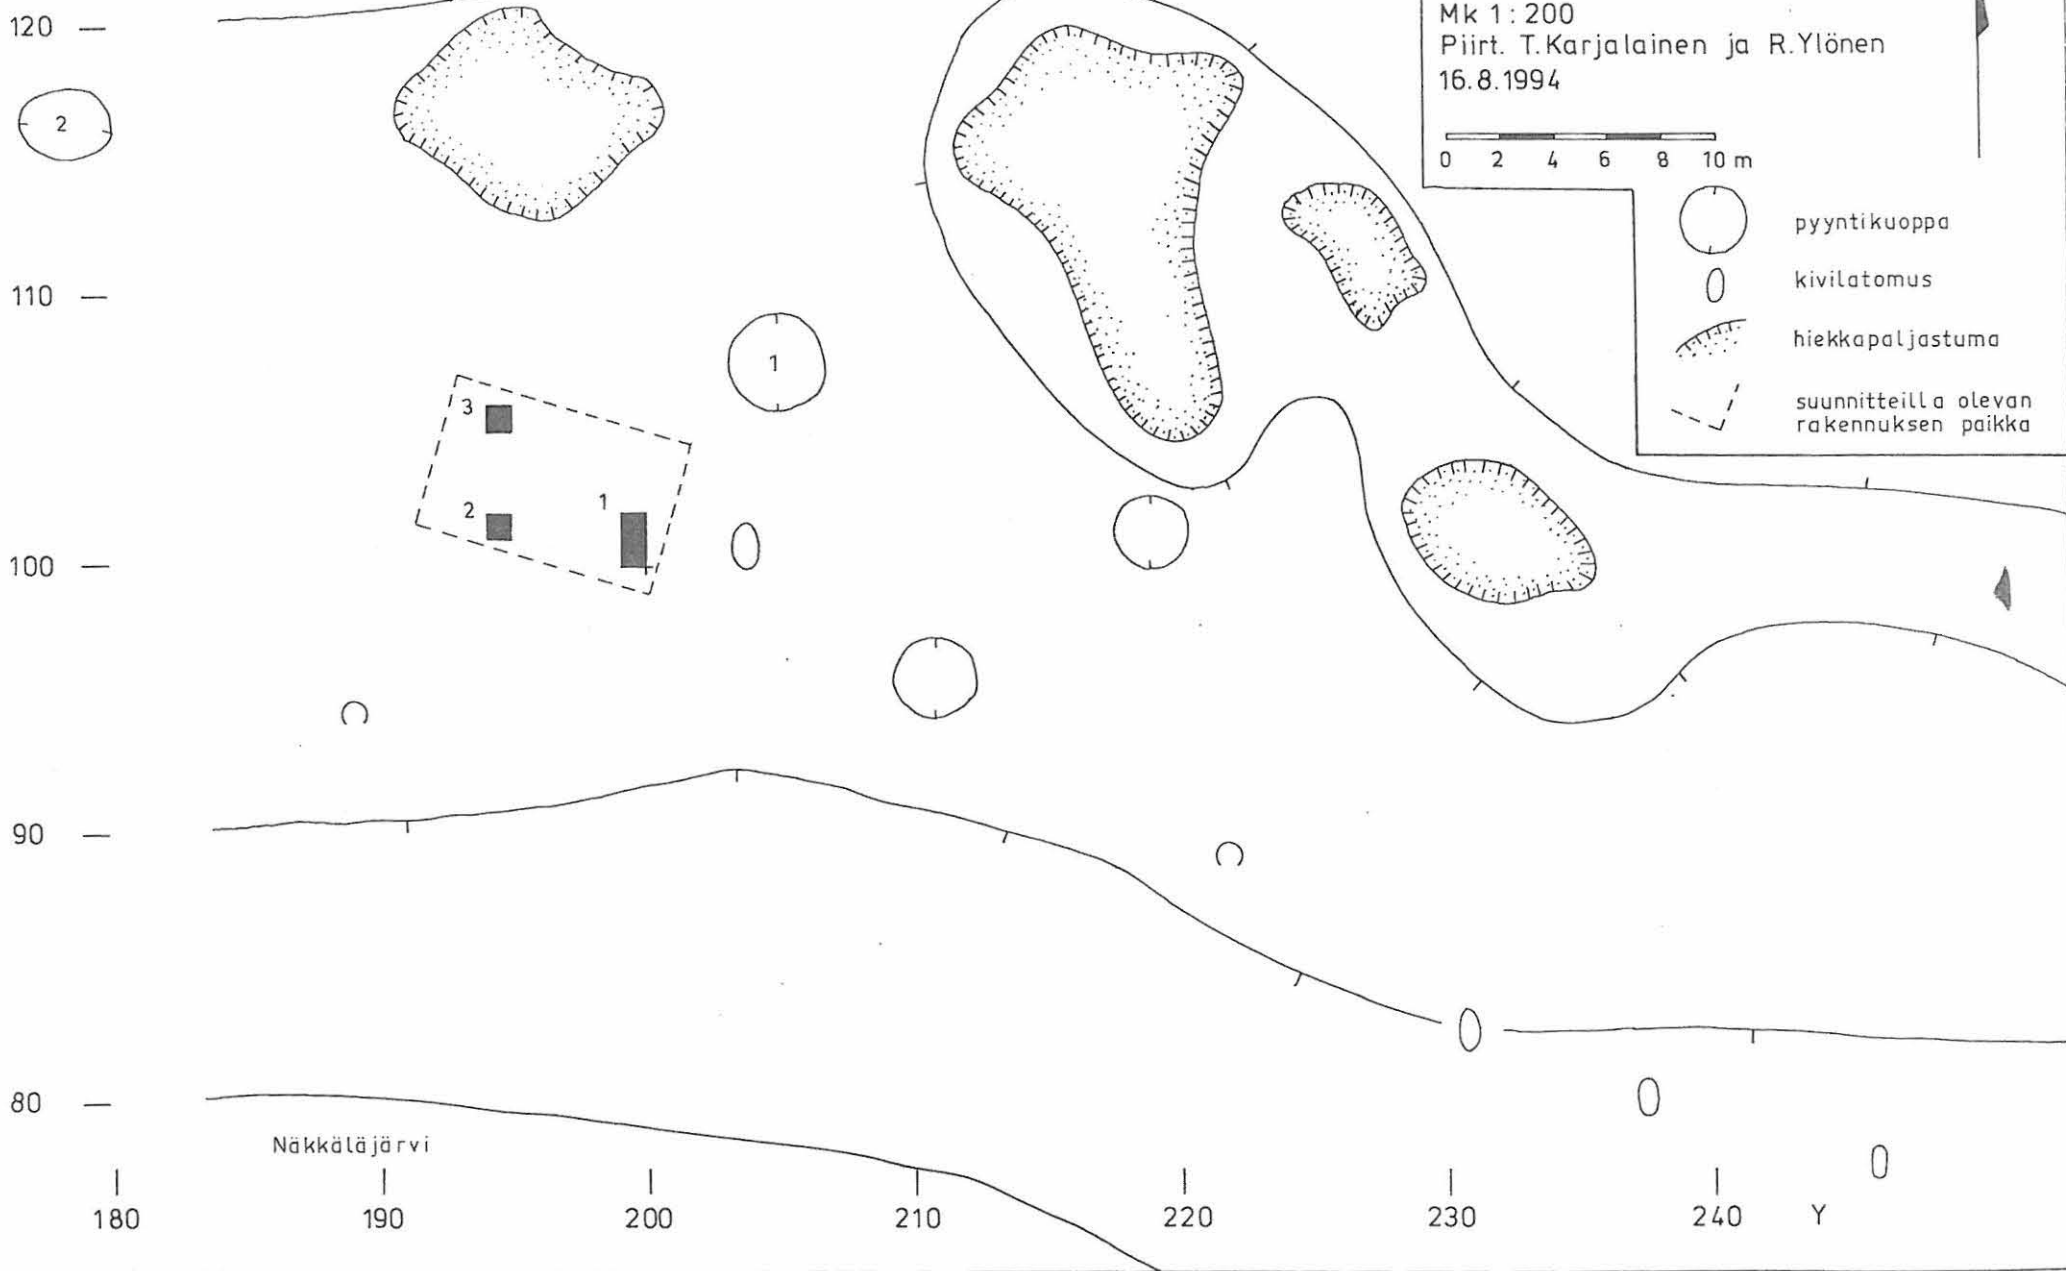 Mk 1:200
Piirt. T.Karjalainen ja R.Ylönen
16.8.1994
0 2 4 6 8 10 m
pyyntikuoppa
kivilatomus
hiekkapaljastuma
suunnitteilla olevan
rakennuksen paikka
120
2
110
1
3
2
1
100
90
80
Näkkäläjärvi
180 190 200 210 220 230 240 Y